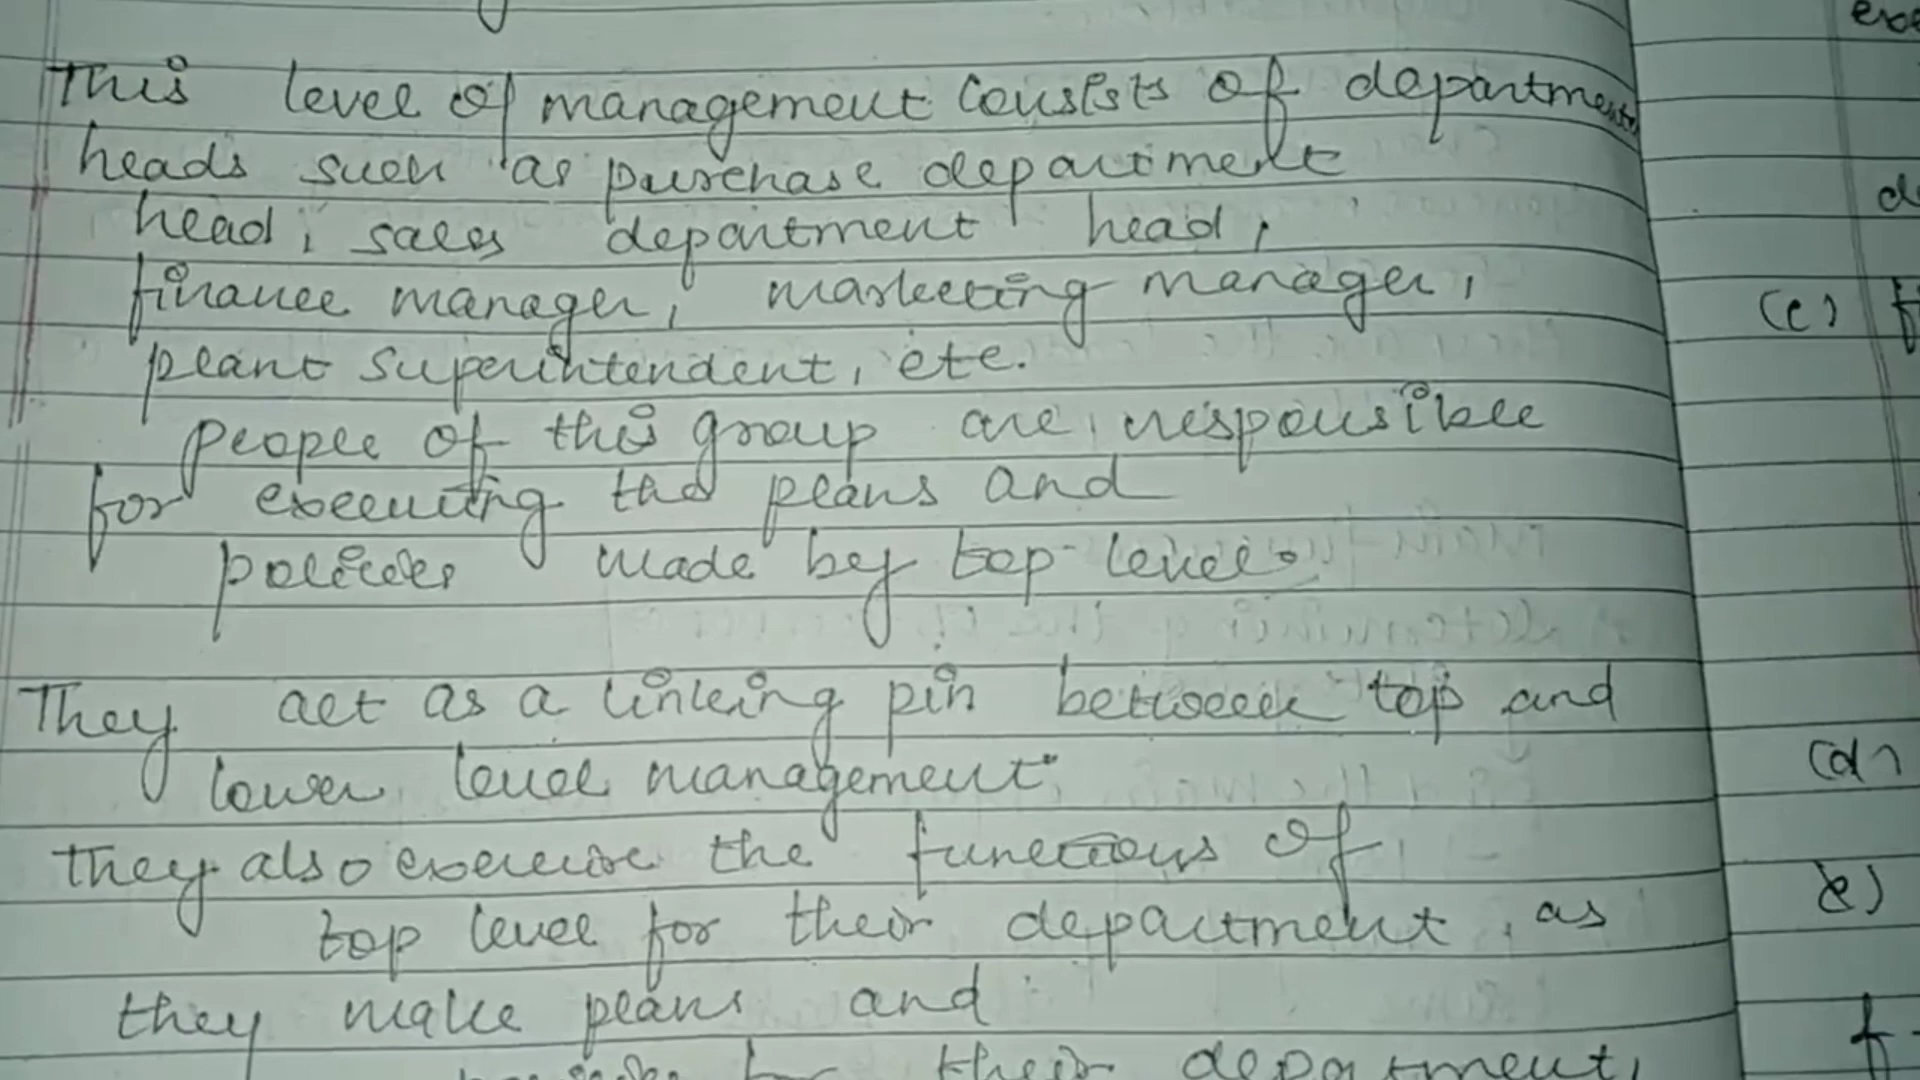 This level of management consists of department
heads such as purchase department
head, sales department head,
finance manager, marketing manager,
plant superintendent, etc.
people of this group are responsible
for executing the plans and
policies made by top-level.
They act as a linking pin between top and
lower level management.
They also exercise the functions of
top level for their department, as
they make plans and
their department,
(c)
(d)
e)